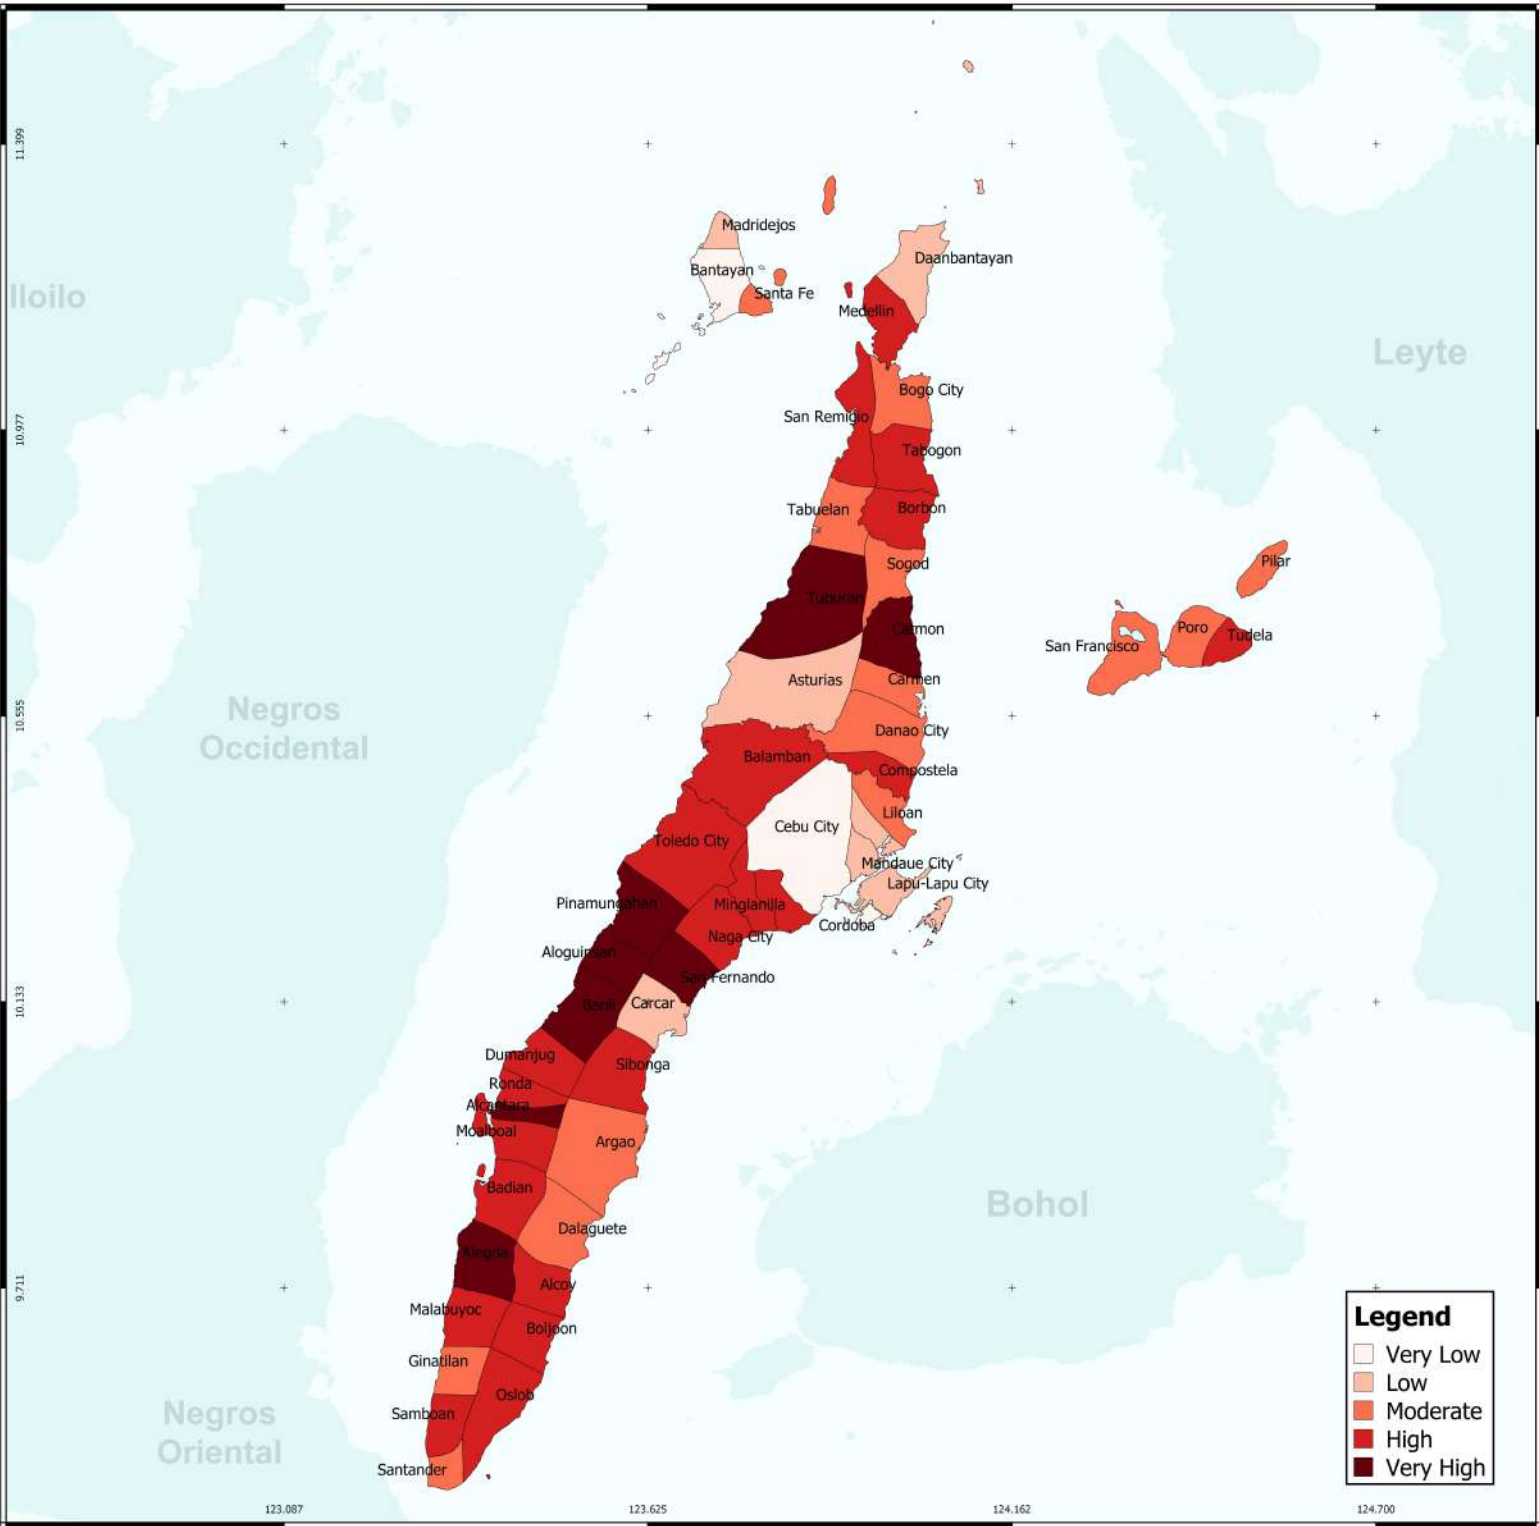 11.399
Madridejos
Daanbantayan
Bantayan
Iloilo
Santa Fe
Medellin
Leyte
Bogo City
San Remigio
10.977
Tabogon
Tabuelan
Borbon
Sogod
Pilar
Tuburan
Catmon
Poro
Tudela
San Francisco
Asturias
Carmen
Negros
Occidental
10.555
Danao City
Balamban
Compostela
Liloan
Cebu City
Toledo City
Mandaue City
Lapu-Lapu City
Pinamungahan
Minglanilla
Cordoba
Naga City
Aloguinsan
San Fernando
10.133
Barili
Carcar
Dumanjug
Sibonga
Ronda
Alcantara
Moalboal
Argao
Badian
Bohol
Dalaguete
Alegria
9.711
Alcoy
Malabuyoc
Boljoon
Ginatilan
Oslob
Samboan
Negros
Oriental
Santander
Legend
Very Low
Low
Moderate
High
Very High
123.087
123.625
124.162
124.700